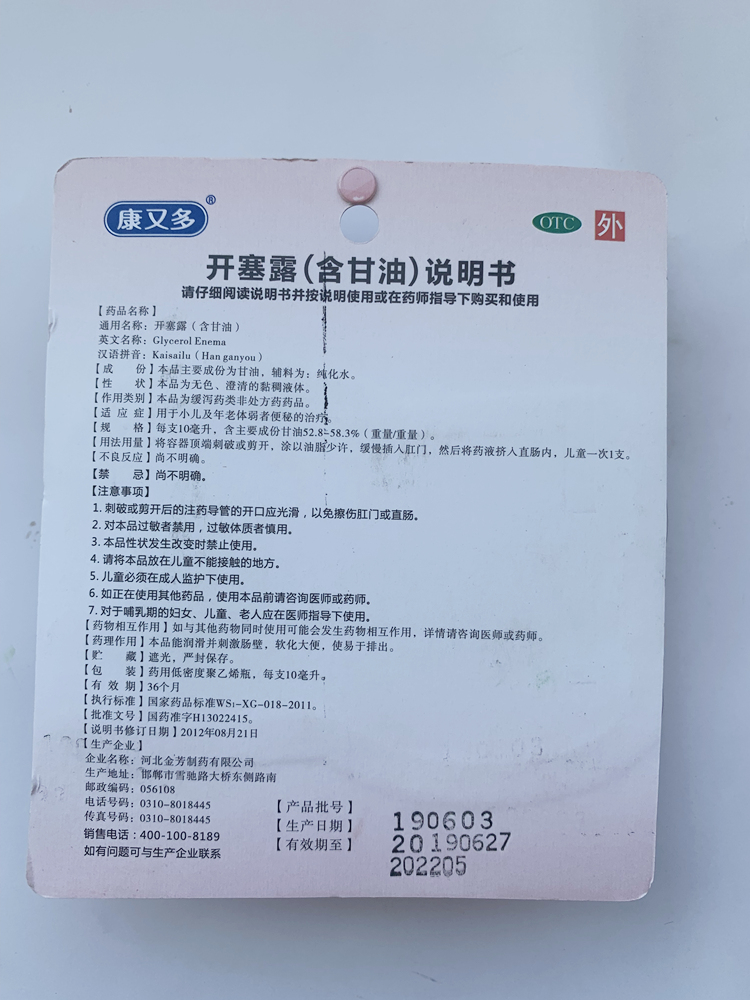 康又多®
OTC 外
开塞露(含甘油)说明书
请仔细阅读说明书并按说明使用或在药师指导下购买和使用
【药品名称】
通用名称：开塞露（含甘油）
英文名称：Glycerol Enema
汉语拼音：Kaisailu（Han ganyou）
【成 份】本品主要成份为甘油，辅料为：纯化水。
【性 状】本品为无色、澄清的黏稠液体。
【作用类别】本品为缓泻药类非处方药药品。
【适 应 症】用于小儿及年老体弱者便秘的治疗。
【规 格】每支10毫升，含主要成份甘油52.8-58.3%（重量/重量）。
【用法用量】将容器顶端刺破或剪开，涂以油脂少许，缓慢插入肛门，然后将药液挤入直肠内，儿童一次1支。
【不良反应】尚不明确。
【禁 忌】尚不明确。
【注意事项】
1. 刺破或剪开后的注药导管的开口应光滑，以免擦伤肛门或直肠。
2. 对本品过敏者禁用，过敏体质者慎用。
3. 本品性状发生改变时禁止使用。
4. 请将本品放在儿童不能接触的地方。
5. 儿童必须在成人监护下使用。
6. 如正在使用其他药品，使用本品前请咨询医师或药师。
7. 对于哺乳期的妇女、儿童、老人应在医师指导下使用。
【药物相互作用】如与其他药物同时使用可能会发生药物相互作用，详情请咨询医师或药师。
【药理作用】本品能润滑并刺激肠壁，软化大便，使易于排出。
【贮 藏】遮光，严封保存。
【包 装】药用低密度聚乙烯瓶，每支10毫升。
【有 效 期】36个月
【执行标准】国家药品标准WS₁-XG-018-2011。
【批准文号】国药准字H13022415。
【说明书修订日期】2012年08月21日
【生产企业】
企业名称：河北金芳制药有限公司
生产地址：邯郸市雪驰路大桥东侧路南
邮政编码：056108
电话号码：0310-8018445
传真号码：0310-8018445
销售电话：400-100-8189
如有问题可与生产企业联系
【产品批号】 190603
【生产日期】 20190627
【有效期至】 202205